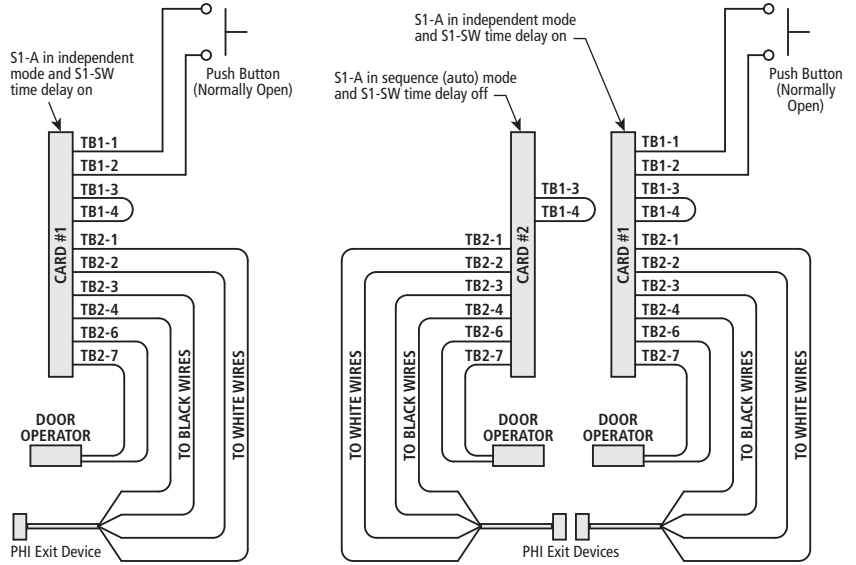 S1-A in independent
mode and S1-SW
time delay on
Push Button
(Normally Open)
TB1-1
TB1-2
TB1-3
TB1-4
TB2-1
TB2-2
TB2-3
TB2-4
TB2-6
TB2-7
CARD #1
DOOR
OPERATOR
TO BLACK WIRES
TO WHITE WIRES
PHI Exit Device
S1-A in independent mode
and S1-SW time delay on
S1-A in sequence (auto) mode
and S1-SW time delay off
Push Button
(Normally
Open)
TB1-3
TB1-4
TB2-1
TB2-2
TB2-3
TB2-4
TB2-6
TB2-7
CARD #2
TO WHITE WIRES
TO BLACK WIRES
DOOR
OPERATOR
TB1-1
TB1-2
TB1-3
TB1-4
TB2-1
TB2-2
TB2-3
TB2-4
TB2-6
TB2-7
CARD #1
DOOR
OPERATOR
TO BLACK WIRES
TO WHITE WIRES
PHI Exit Devices